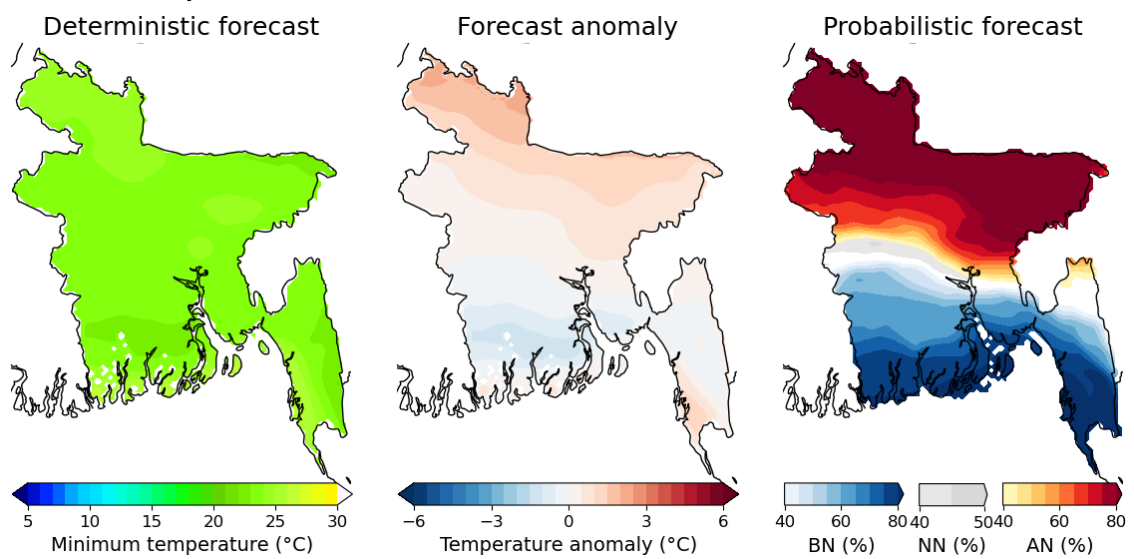 Deterministic forecast
Forecast anomaly
Probabilistic forecast
5 10 15 20 25 30
Minimum temperature (°C)
−6 −3 0 3 6
Temperature anomaly (°C)
40 60 80
BN (%)
40 50
NN (%)
40 60 80
AN (%)